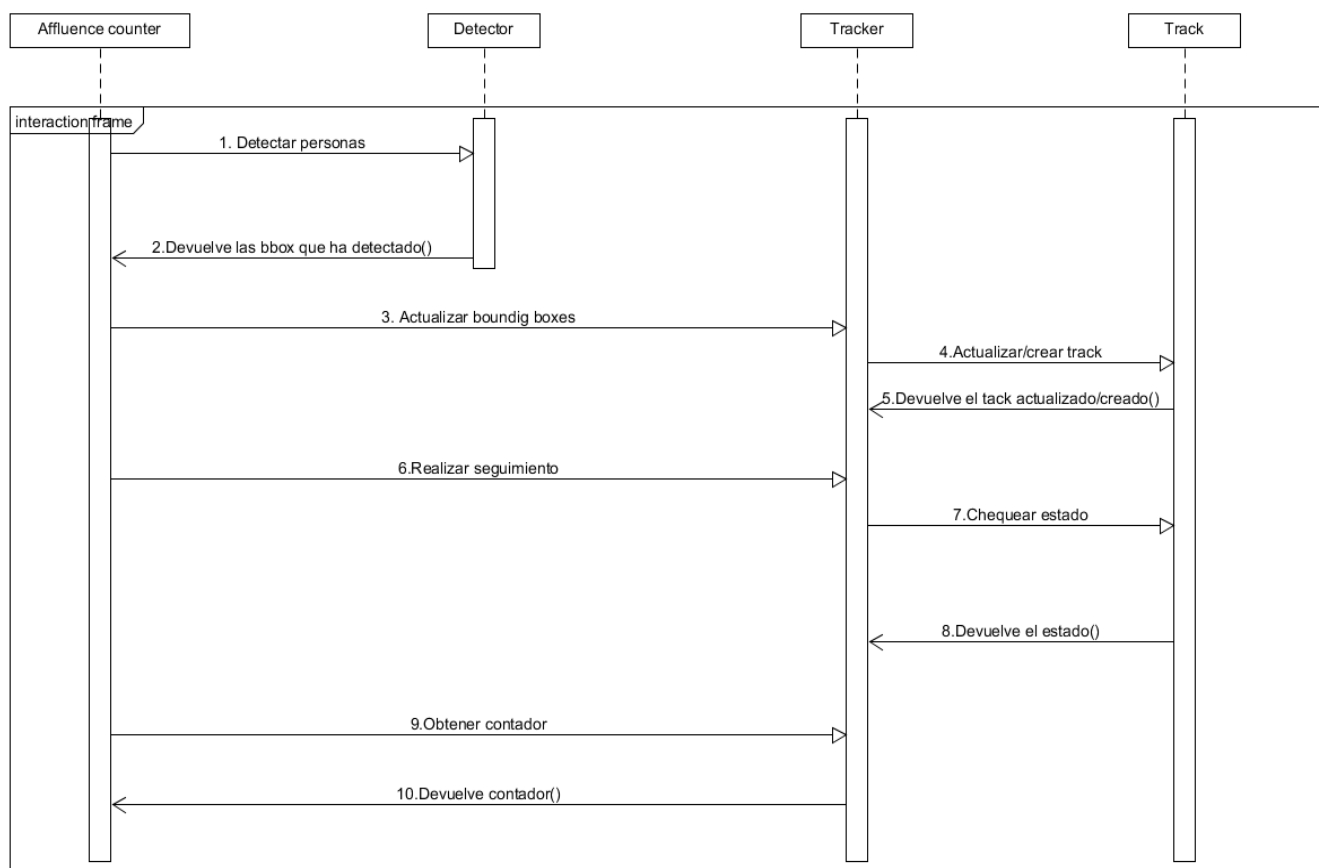 Affluence counter
Detector
Tracker
Track
interaction frame
1. Detectar personas
2.Devuelve las bbox que ha detectado()
3. Actualizar boundig boxes
4.Actualizar/crear track
5.Devuelve el tack actualizado/creado()
6.Realizar seguimiento
7.Chequear estado
8.Devuelve el estado()
9.Obtener contador
10.Devuelve contador()